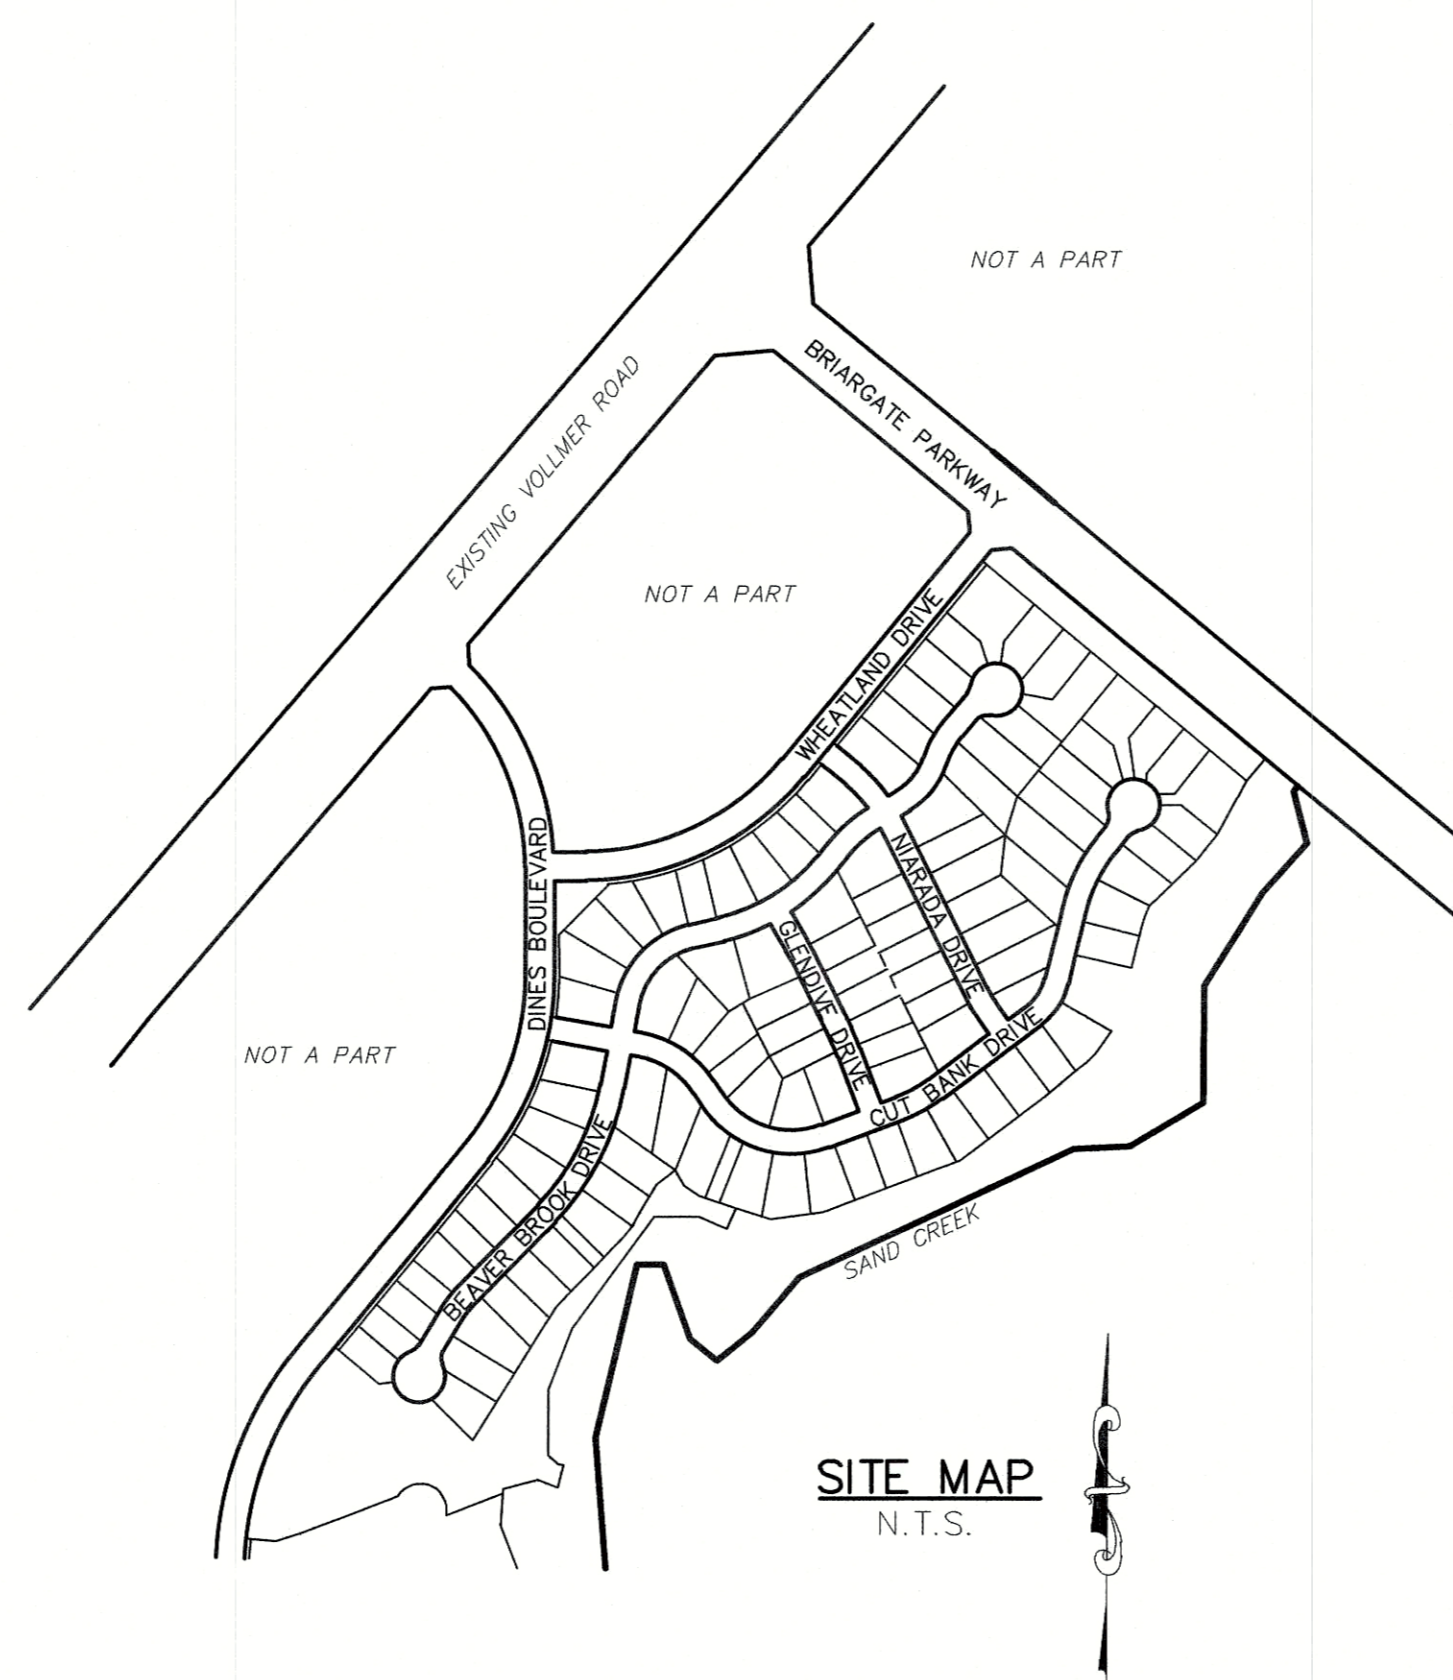 NOT A PART
BRIARGATE PARKWAY
EXISTING VOLLMER ROAD
NOT A PART
WHEATLAND DRIVE
DINES BOULEVARD
NIARADA DRIVE
GLENDIVE DRIVE
NOT A PART
CUT BANK DRIVE
BEAVER BROOK DRIVE
SAND CREEK
SITE MAP
N.T.S.